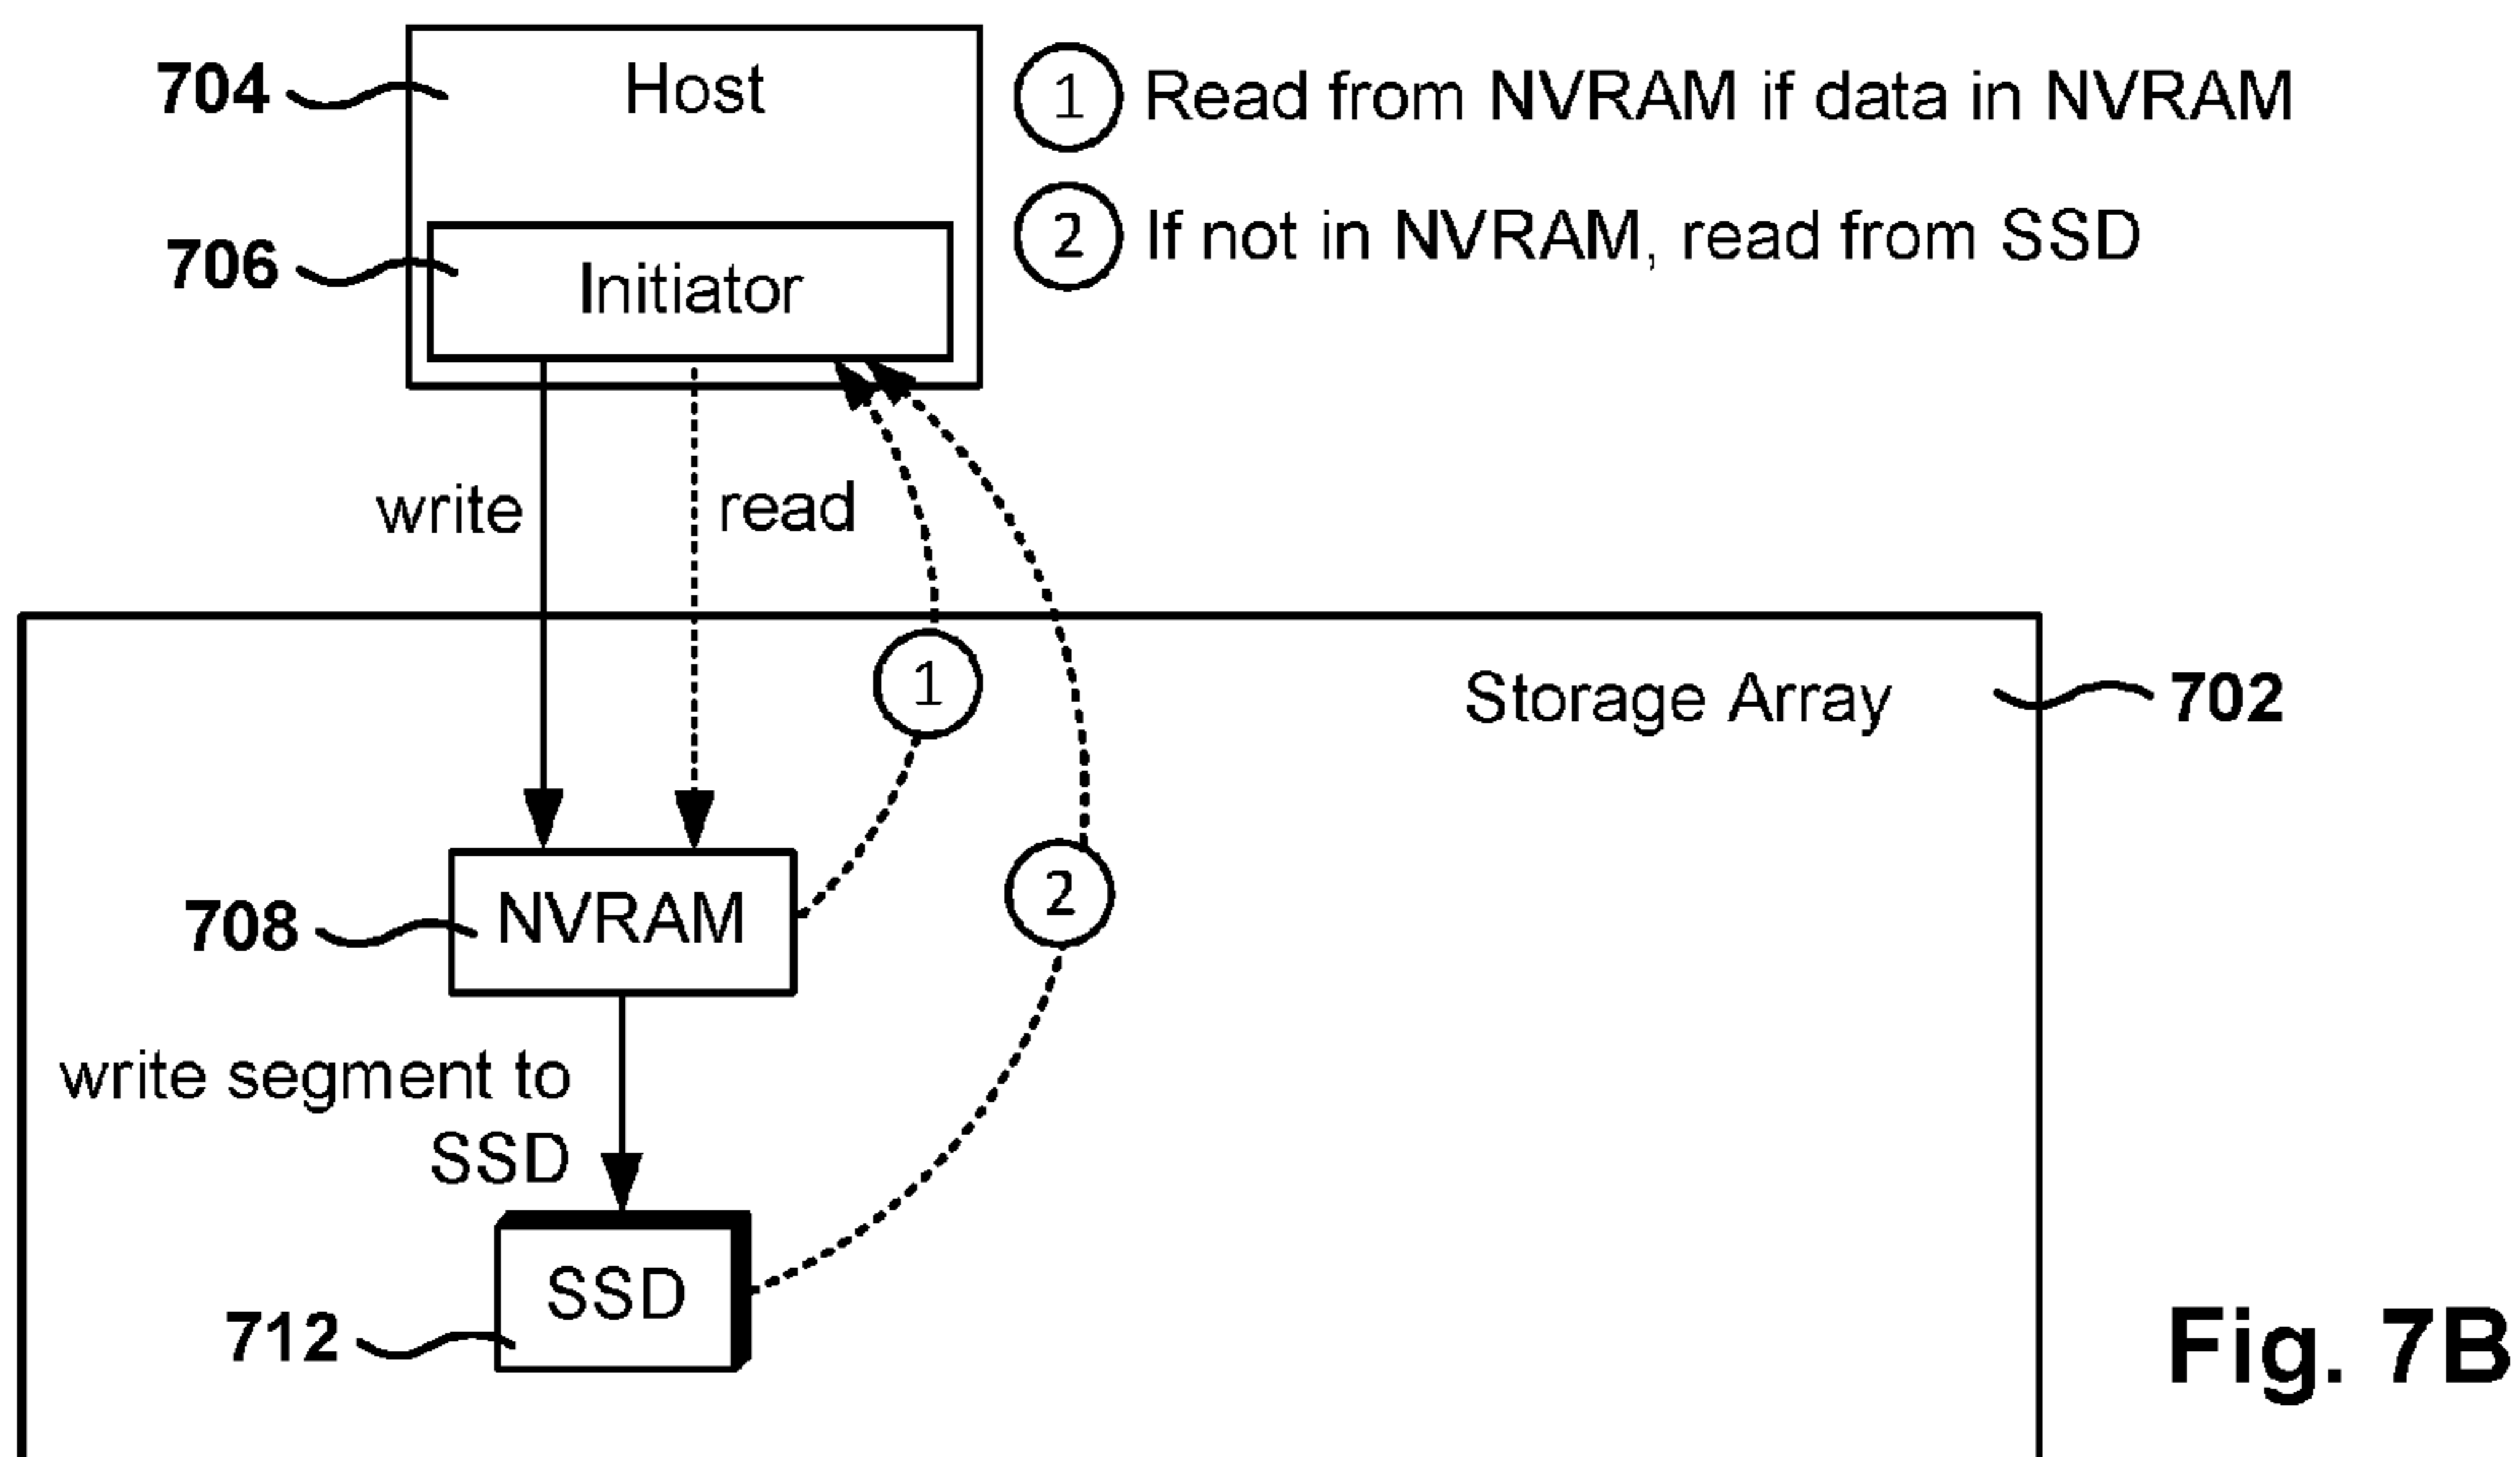 704
Host
1 Read from NVRAM if data in NVRAM
2 If not in NVRAM, read from SSD
706
Initiator
write
read
1
Storage Array
702
2
708
NVRAM
write segment to
SSD
SSD
712
Fig. 7B